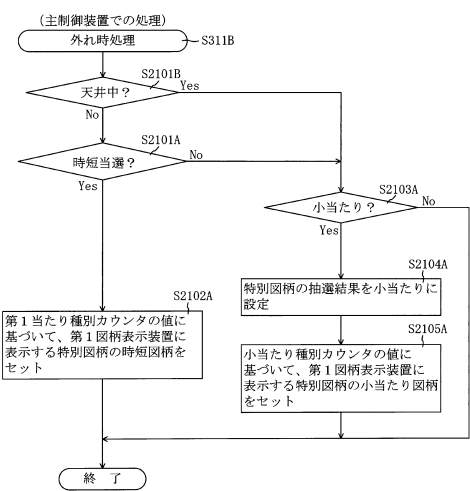 (主制御装置での処理)
外れ時処理
S311B
S2101B
天井中?
Yes
No
S2101A
時短当選?
No
Yes
S2103A
小当たり?
No
Yes
S2104A
特別図柄の抽選結果を小当たりに
設定
S2102A
第1当たり種別カウンタの値に
基づいて、第1図柄表示装置に
表示する特別図柄の時短図柄を
セット
S2105A
小当たり種別カウンタの値に
基づいて、第1図柄表示装置に
表示する特別図柄の小当たり図柄
をセット
終 了